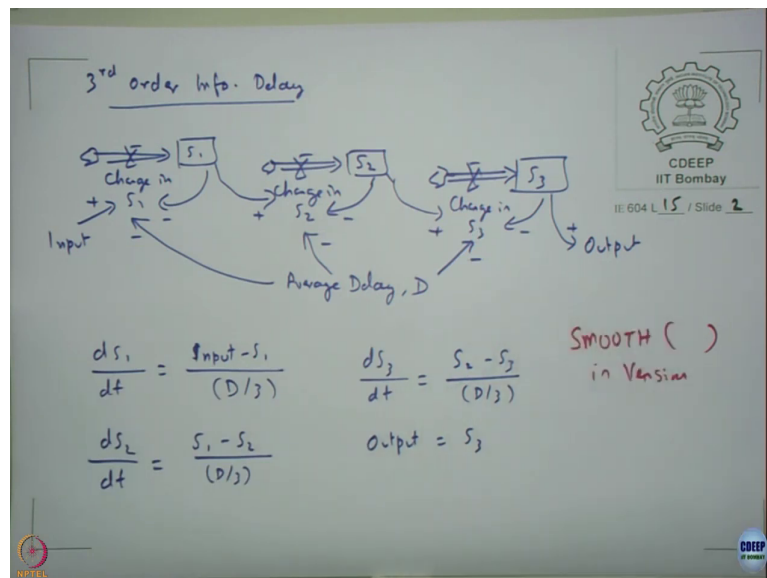 3rd Order Info. Delay
CDEEP
IIT Bombay
IE 604 L 15 / Slide 2
S1
S2
S3
Change in
S1
Change in
S2
Change in
S3
+
-
-
+
-
-
+
-
-
+
Input
Output
Average Delay, D
dS1/dt = Input - S1/(D/3)
dS3/dt = S2 - S3/(D/3)
SMOOTH ( )
in Vensim
dS2/dt = S1 - S2/(D/3)
Output = S3
NPTEL
CDEEP
IIT BOMBAY